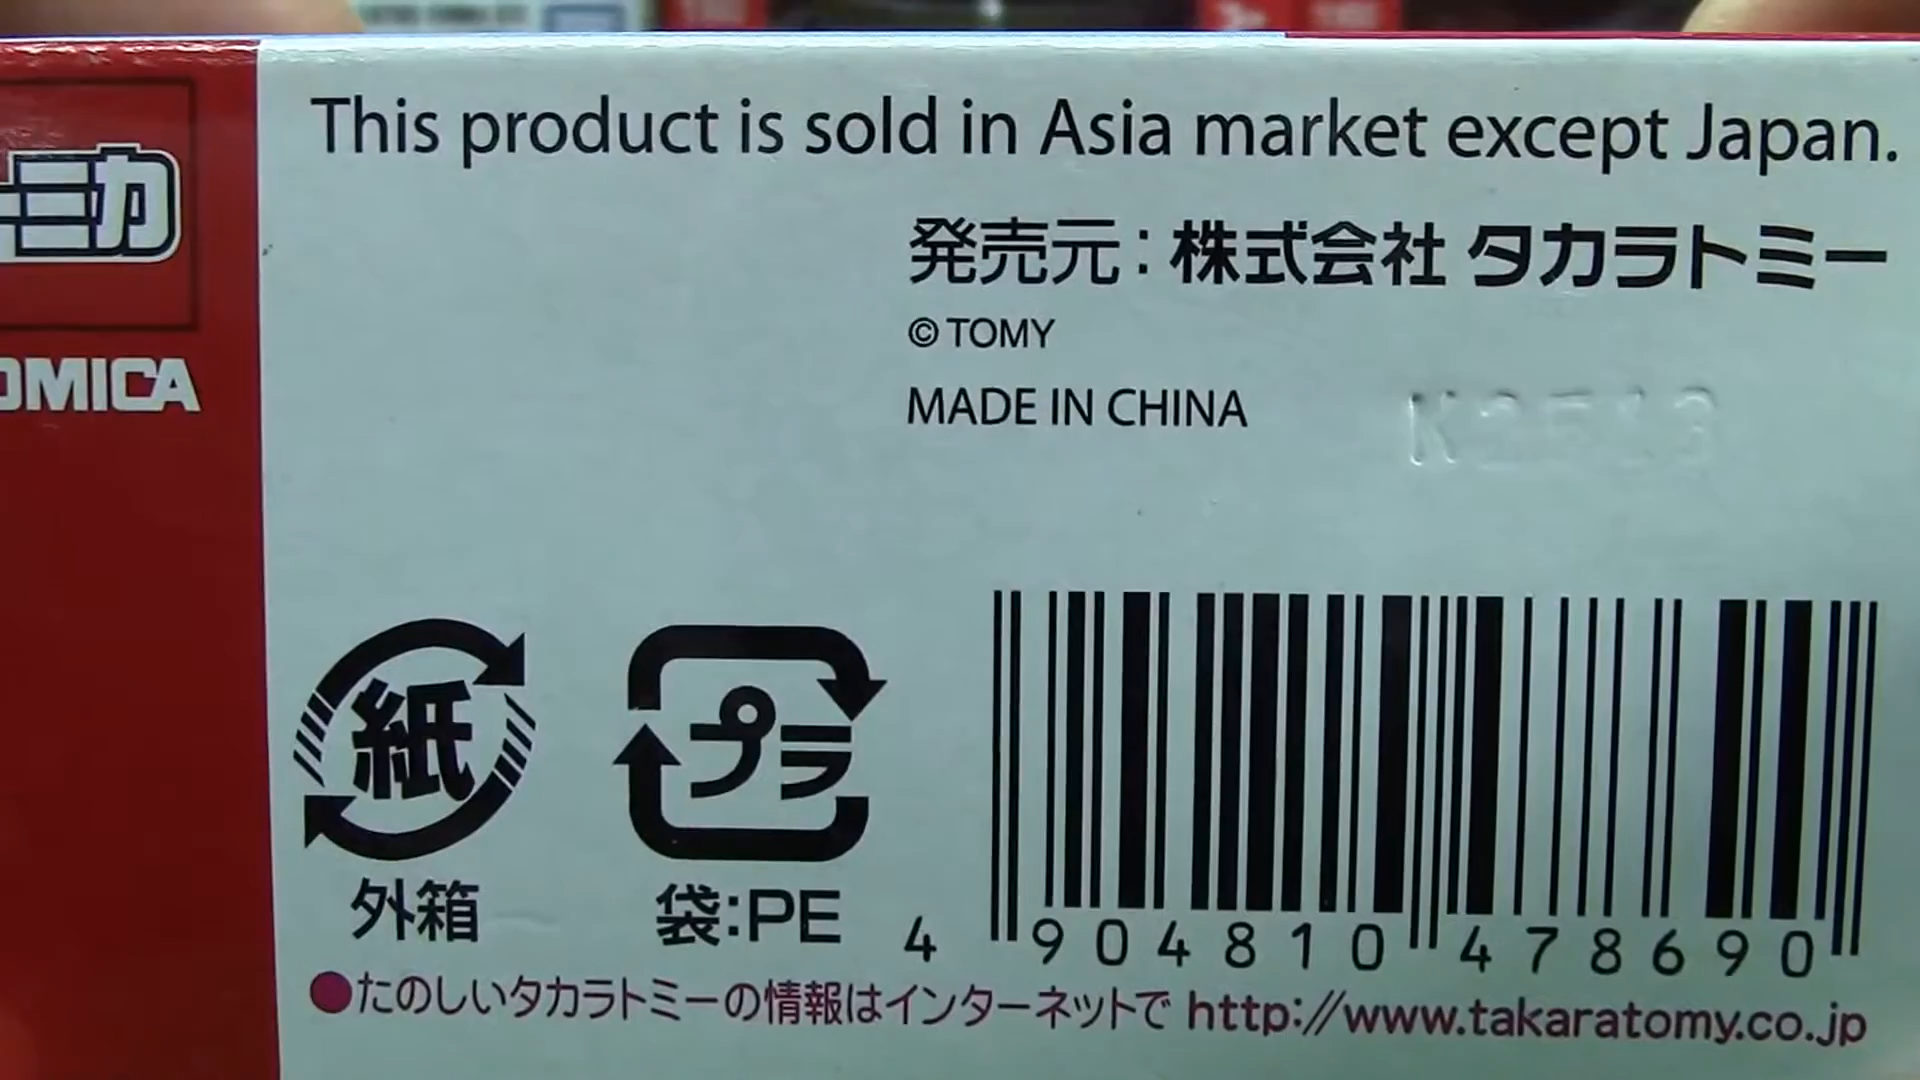 This product is sold in Asia market except Japan.
ーミカ
発売元：株式会社 タカラトミー
© TOMY
OMICA
MADE IN CHINA
紙
プラ
外箱
袋:PE
4 904810 478690
●たのしいタカラトミーの情報はインターネットで http://www.takaratomy.co.jp